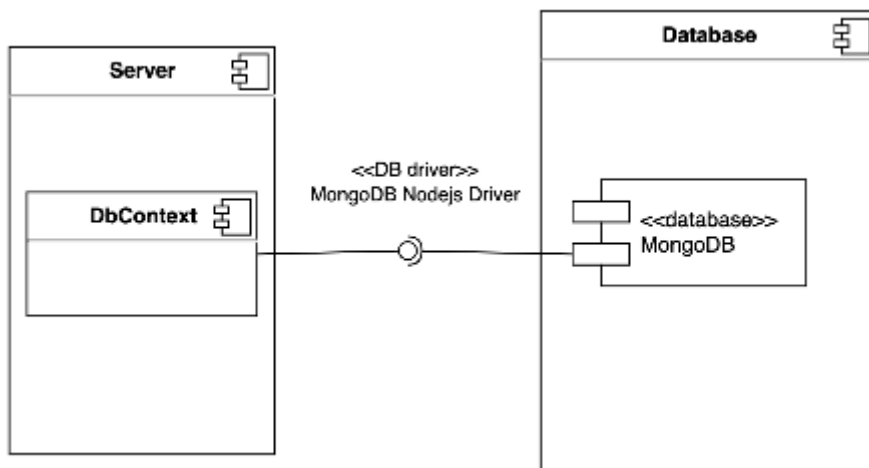 Server
DbContext
<<DB driver>>
MongoDB Nodejs Driver
Database
<<database>>
MongoDB